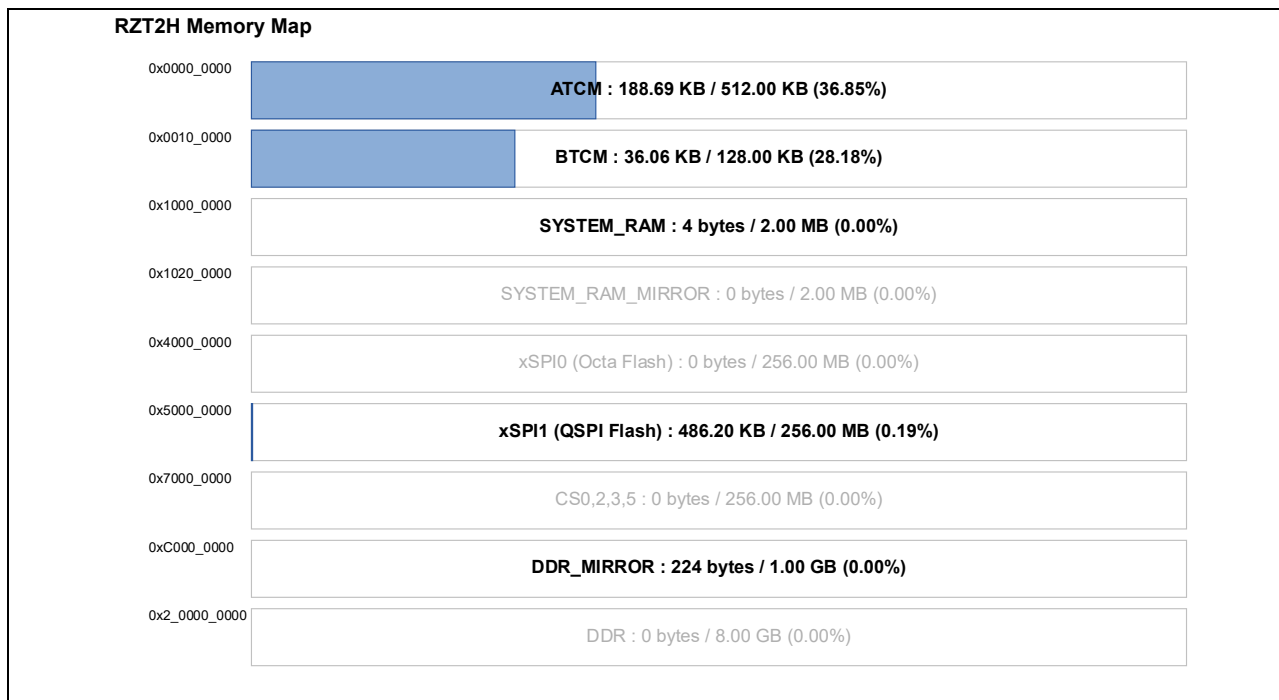 RZT2H Memory Map
0x0000_0000
ATCM : 188.69 KB / 512.00 KB (36.85%)
0x0010_0000
BTCM : 36.06 KB / 128.00 KB (28.18%)
0x1000_0000
SYSTEM_RAM : 4 bytes / 2.00 MB (0.00%)
0x1020_0000
SYSTEM_RAM_MIRROR : 0 bytes / 2.00 MB (0.00%)
0x4000_0000
xSPI0 (Octa Flash) : 0 bytes / 256.00 MB (0.00%)
0x5000_0000
xSPI1 (QSPI Flash) : 486.20 KB / 256.00 MB (0.19%)
0x7000_0000
CS0,2,3,5 : 0 bytes / 256.00 MB (0.00%)
0xC000_0000
DDR_MIRROR : 224 bytes / 1.00 GB (0.00%)
0x2_0000_0000
DDR : 0 bytes / 8.00 GB (0.00%)